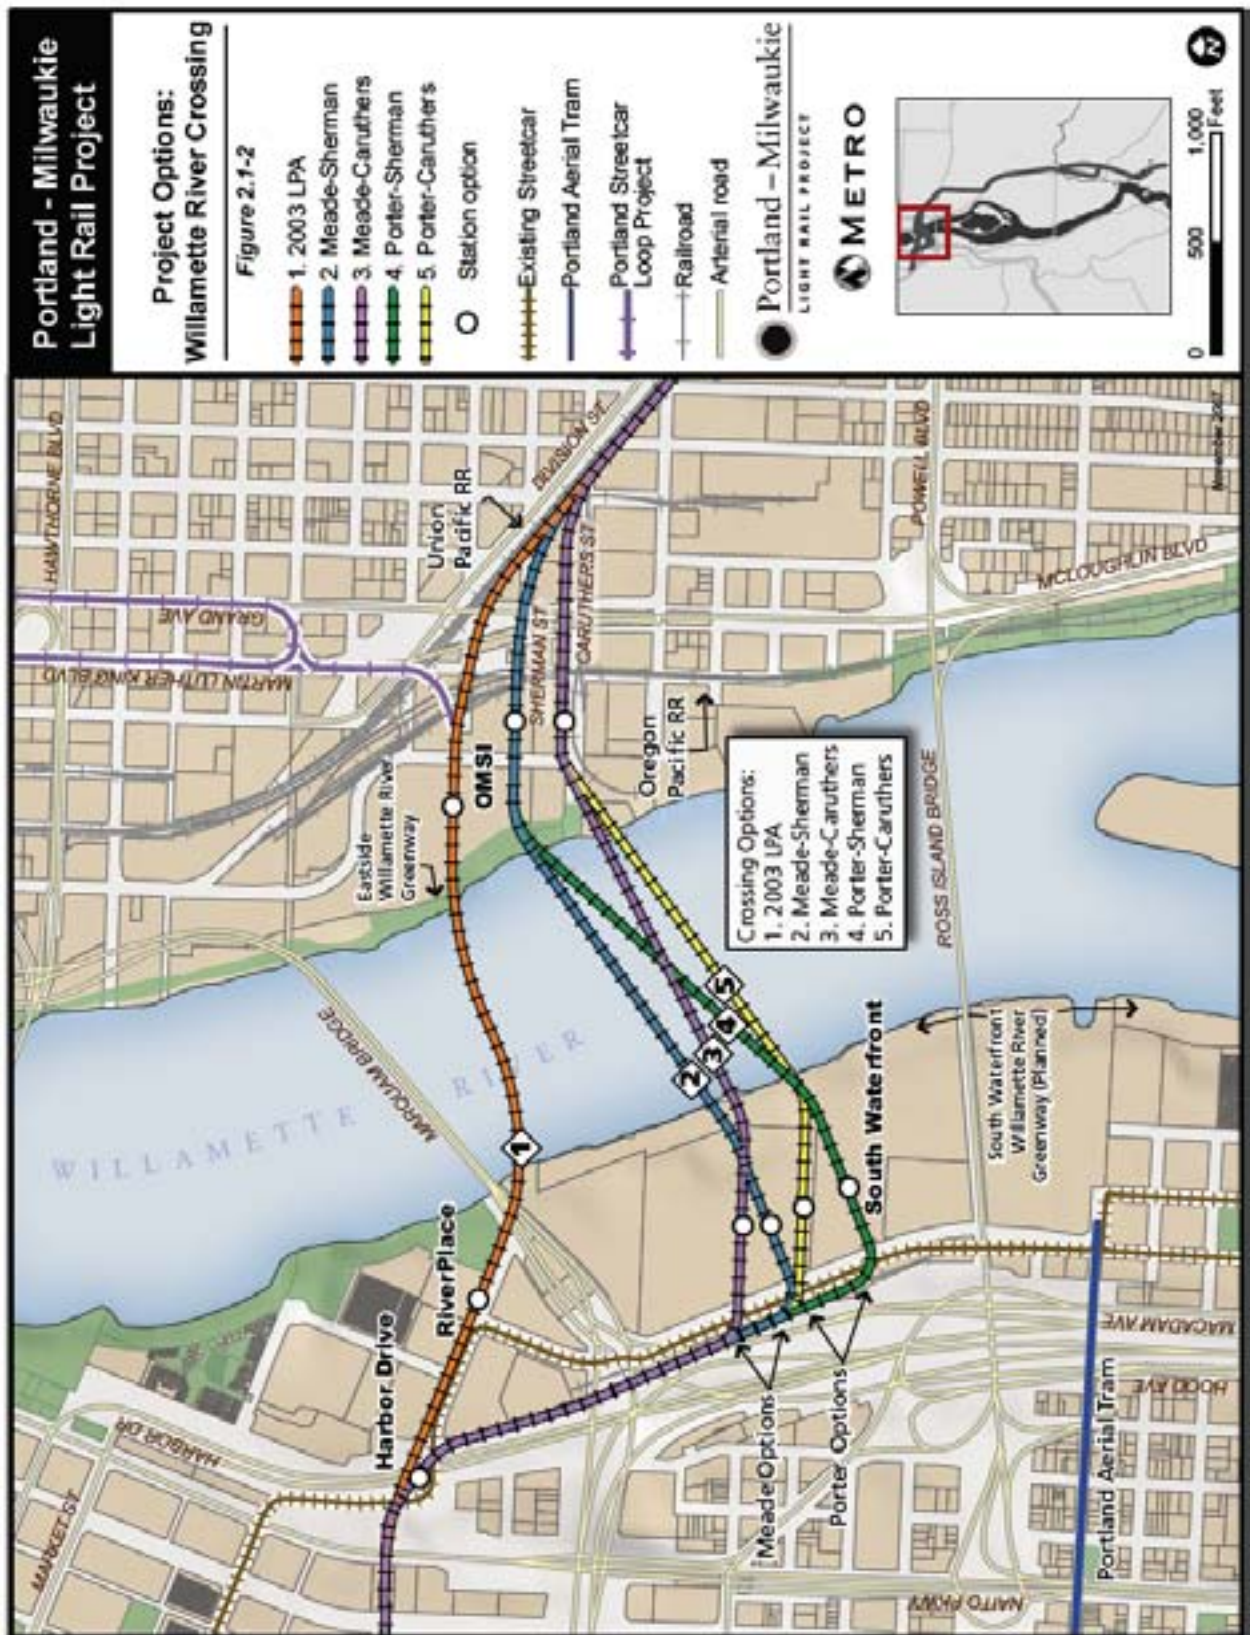 Portland - Milwaukie
Light Rail Project
Project Options:
Willamette River Crossing
Figure 2.1-2
1. 2003 LPA
2. Meade-Sherman
3. Meade-Caruthers
4. Porter-Sherman
5. Porter-Caruthers
Station option
Existing Streetcar
Portland Aerial Tram
Portland Streetcar
Loop Project
Railroad
Arterial road
Portland – Milwaukie
LIGHT RAIL PROJECT
METRO
N
0 500 1,000
Feet
HAWTHORNE BLVD
GRAND AVE
MARTIN LUTHER KING BLVD
Union
Pacific RR
DIVISION ST
SHERMAN ST
CARUTHERS ST
POWELL BLVD
MCLOUGHLIN BLVD
November 2007
OMSI
Eastside
Willamette River
Greenway
Oregon
Pacific RR
Crossing Options:
1. 2003 LPA
2. Meade-Sherman
3. Meade-Caruthers
4. Porter-Sherman
5. Porter-Caruthers
ROSS ISLAND BRIDGE
MARQUAM BRIDGE
WILLAMETTE RIVER
1
2
3
4
5
South Waterfront
South Waterfront
Willamette River
Greenway (Planned)
RiverPlace
Harbor Drive
HARBOR DR
MARKET ST
Meade Options
Porter Options
MACADAM AVE
HOOD AVE
Portland Aerial Tram
NAITO PKWY